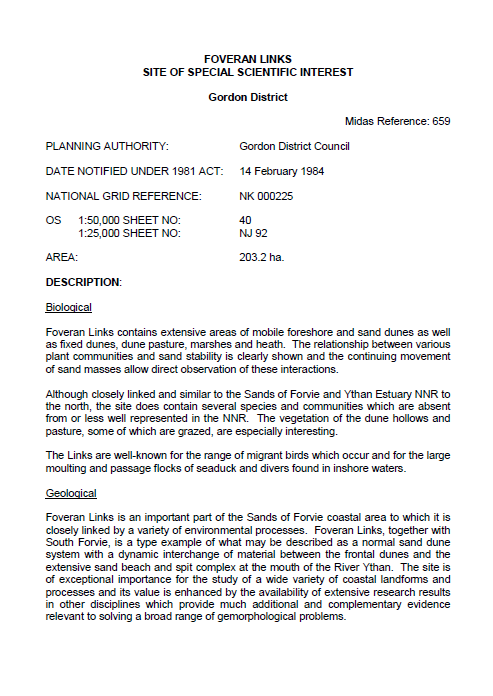 FOVERAN LINKS
SITE OF SPECIAL SCIENTIFIC INTEREST
Gordon District
Midas Reference: 659
PLANNING AUTHORITY: Gordon District Council
DATE NOTIFIED UNDER 1981 ACT: 14 February 1984
NATIONAL GRID REFERENCE: NK 000225
OS 1:50,000 SHEET NO: 40
1:25,000 SHEET NO: NJ 92
AREA: 203.2 ha.
DESCRIPTION:
Biological
Foveran Links contains extensive areas of mobile foreshore and sand dunes as well
as fixed dunes, dune pasture, marshes and heath. The relationship between various
plant communities and sand stability is clearly shown and the continuing movement
of sand masses allow direct observation of these interactions.
Although closely linked and similar to the Sands of Forvie and Ythan Estuary NNR to
the north, the site does contain several species and communities which are absent
from or less well represented in the NNR. The vegetation of the dune hollows and
pasture, some of which are grazed, are especially interesting.
The Links are well-known for the range of migrant birds which occur and for the large
moulting and passage flocks of seaduck and divers found in inshore waters.
Geological
Foveran Links is an important part of the Sands of Forvie coastal area to which it is
closely linked by a variety of environmental processes. Foveran Links, together with
South Forvie, is a type example of what may be described as a normal sand dune
system with a dynamic interchange of material between the frontal dunes and the
extensive sand beach and spit complex at the mouth of the River Ythan. The site is
of exceptional importance for the study of a wide variety of coastal landforms and
processes and its value is enhanced by the availability of extensive research results
in other disciplines which provide much additional and complementary evidence
relevant to solving a broad range of gemorphological problems.